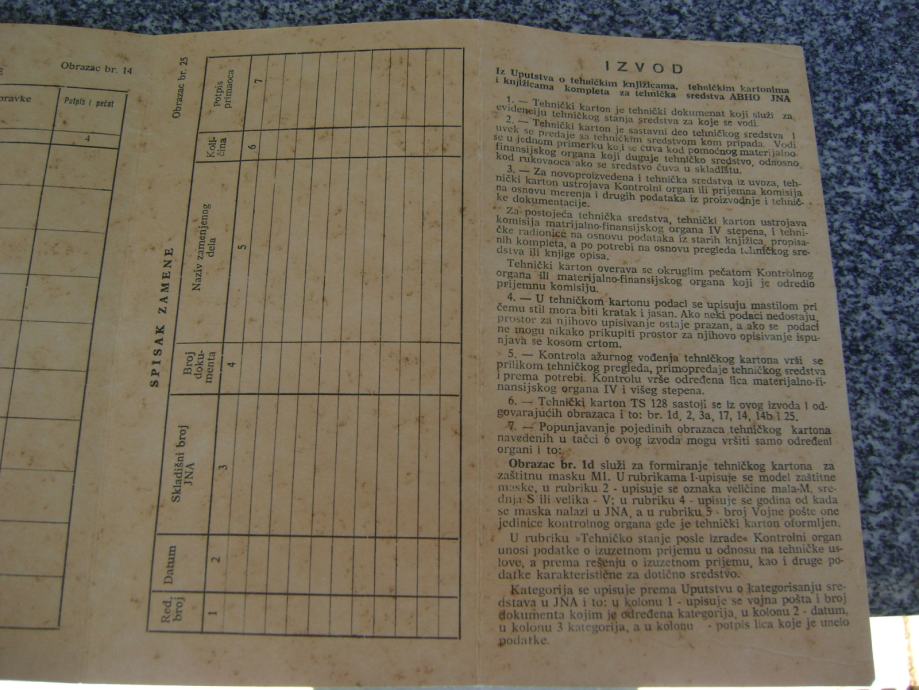 Obrazac br. 14
ravke
Potpis i pečat
4
Obrazac br. 25
SPISAK ZAMENE
Red. broj
Datum
Skladišni broj JNA
Broj doku-
menta
Naziv zamenjenog
dela
Koli-
čina
Potpis
primaoca
1
2
3
4
5
6
7
IZVOD
Iz Uputstva o tehničkim knjižicama, tehničkim kartonima
i knjižicama kompleta za tehnička sredstva ABHO JNA
1. — Tehnički karton je tehnički dokumenat koji služi za
evidenciju tehničkog stanja sredstva za koje se vodi.
2. — Tehnički karton je sastavni deo tehničkog sredstva i
uvek se predaje sa tehničkim sredstvom kom pripada. Vodi
se u jednom primerku koji se čuva kod pomoćnog materijalno-
finansijskog organa koji duguje tehničko sredstvo, odnosno
kod rukovaoca ako se sredstvo čuva u skladištu.
3. — Za novoproizvedena i tehnička sredstva iz uvoza, teh-
nički karton ustrojava Kontrolni organ ili prijemna komisija
na osnovu merenja i drugih podataka iz proizvodnje i tehnič-
ke dokumentacije.
Za postojeća tehnička sredstva, tehnički karton ustrojava
komisija matrijalno-finansijskog organa IV stepena, i tehni-
čke radionice na osnovu podataka iz starih knjižica, propisa-
nih kompleta, a po potrebi na osnovu pregleda tehničkog sre-
dstva ili knjige opisa.
Tehnički karton overava se okruglim pečatom Kontrolnog
organa ili materijalno-finansijskog organa koji je odredio
prijemnu komisiju.
4. — U tehničkom kartonu podaci se upisuju mastilom pri
čemu stil mora biti kratak i jasan. Ako neki podaci nedostaju,
prostor za njihovo upisivanje ostaje prazan, a ako se podaci
ne mogu nikako prikupiti prostor za njihovo opisivanje ispu-
njava se kosom crtom.
5. — Kontrola ažurnog vođenja tehničkog kartona vrši se
prilikom tehničkog pregleda, primopredaje tehničkog sredstva
i prema potrebi. Kontrolu vrše određena lica materijalno-fi-
nansijskog organa IV i višeg stepena.
6. — Tehnički karton TS 128 sastoji se iz ovog izvoda i od-
govarajućih obrazaca i to: br. 1d, 2, 3a, 17, 14, 14b i 25.
7. — Popunjavanje pojedinih obrazaca tehničkog kartona
navedenih u tačci 6 ovog izvoda mogu vršiti samo određeni
organi i to:
Obrazac br. 1d služi za formiranje tehničkog kartona za
zaštitnu masku M1. U rubrikama I-upisuje se model zaštitne
maske, u rubriku 2 - upisuje se oznaka veličine mala-M, sre-
dnja S ili velika - V; u rubriku 4 - upisuje se godina od kada
se maska nalazi u JNA, a u rubriku 5 - broj Vojne pošte one
jedinice kontrolnog organa gde je tehnički karton oformljen.
U rubriku »Tehničko stanje posle izrade« Kontrolni organ
unosi podatke o izuzetnom prijemu u odnosu na tehničke us-
love, a prema rešenju o izuzetnom prijemu, kao i druge po-
datke karakteristične za dotično sredstvo.
Kategorija se upisuje prema Uputstvu o kategorisanju sre-
dstava u JNA i to: u kolonu 1 - upisuje se vojna pošta i broj
dokumenta kojim je određena kategorija, u kolonu 2 - datum,
u kolonu 3 kategorija, a u kolonu - potpis lica koje je unelo
podatke.